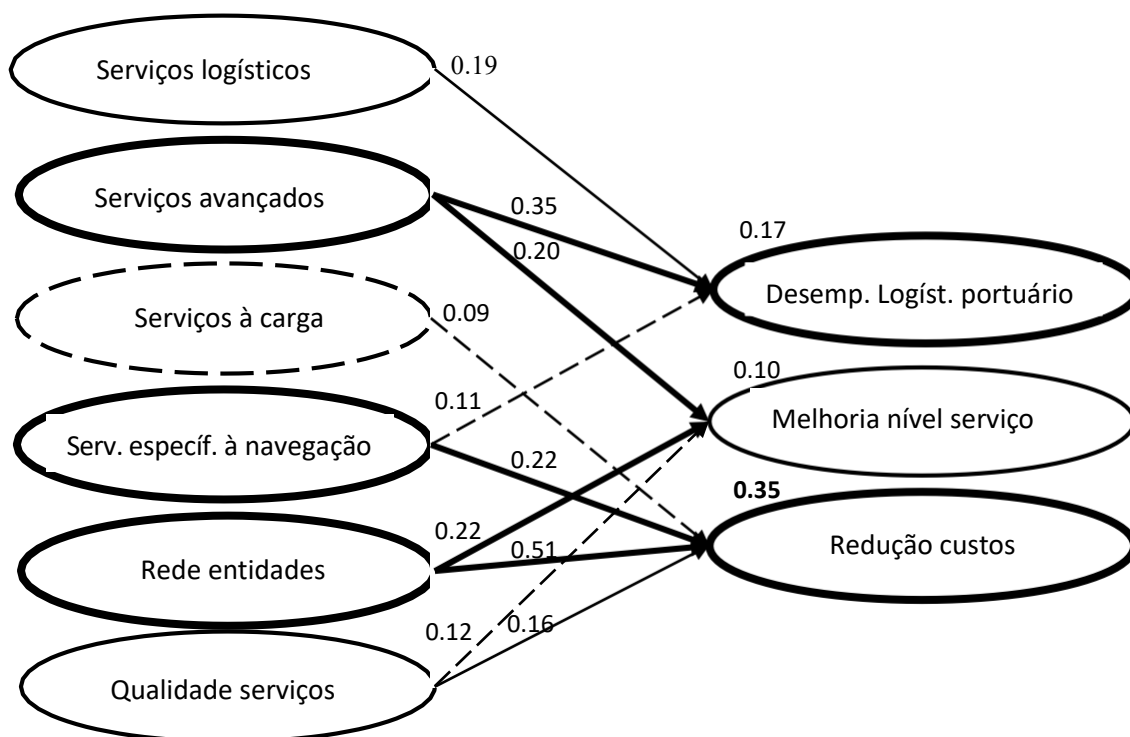 Serviços logísticos
0.19
Serviços avançados
0.35
0.20
0.17
Desemp. Logíst. portuário
Serviços à carga
0.09
0.10
Melhoria nível serviço
0.11
Serv. específ. à navegação
0.22
0.35
Redução custos
0.22
0.51
Rede entidades
0.12
0.16
Qualidade serviços